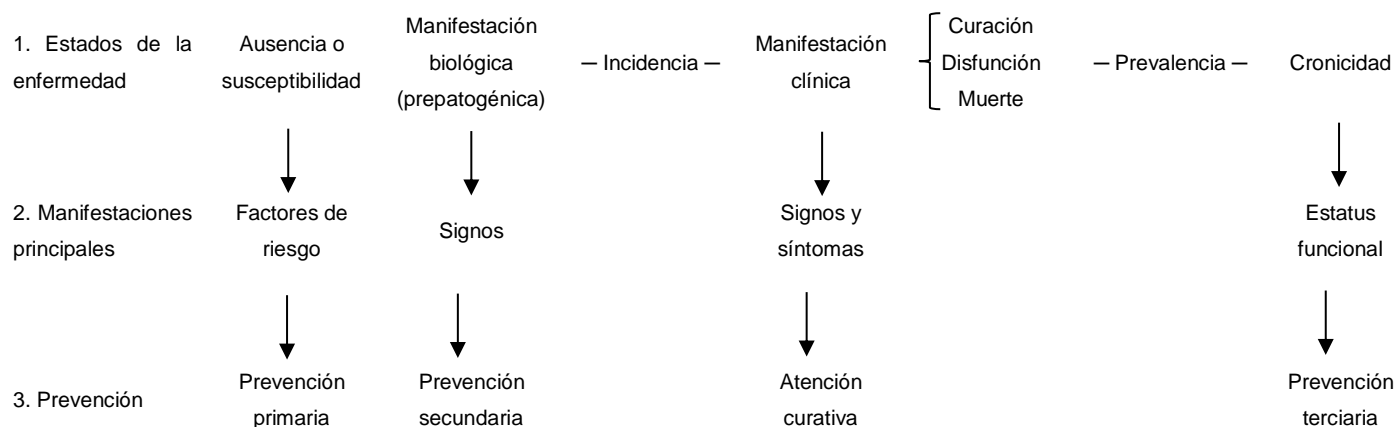 1. Estados de la
enfermedad
Ausencia o
susceptibilidad
Manifestación
biológica
(prepatogénica)
— Incidencia —
Manifestación
clínica
Curación
Disfunción
Muerte
— Prevalencia —
Cronicidad
2. Manifestaciones
principales
Factores de
riesgo
Signos
Signos y
síntomas
Estatus
funcional
3. Prevención
Prevención
primaria
Prevención
secundaria
Atención
curativa
Prevención
terciaria